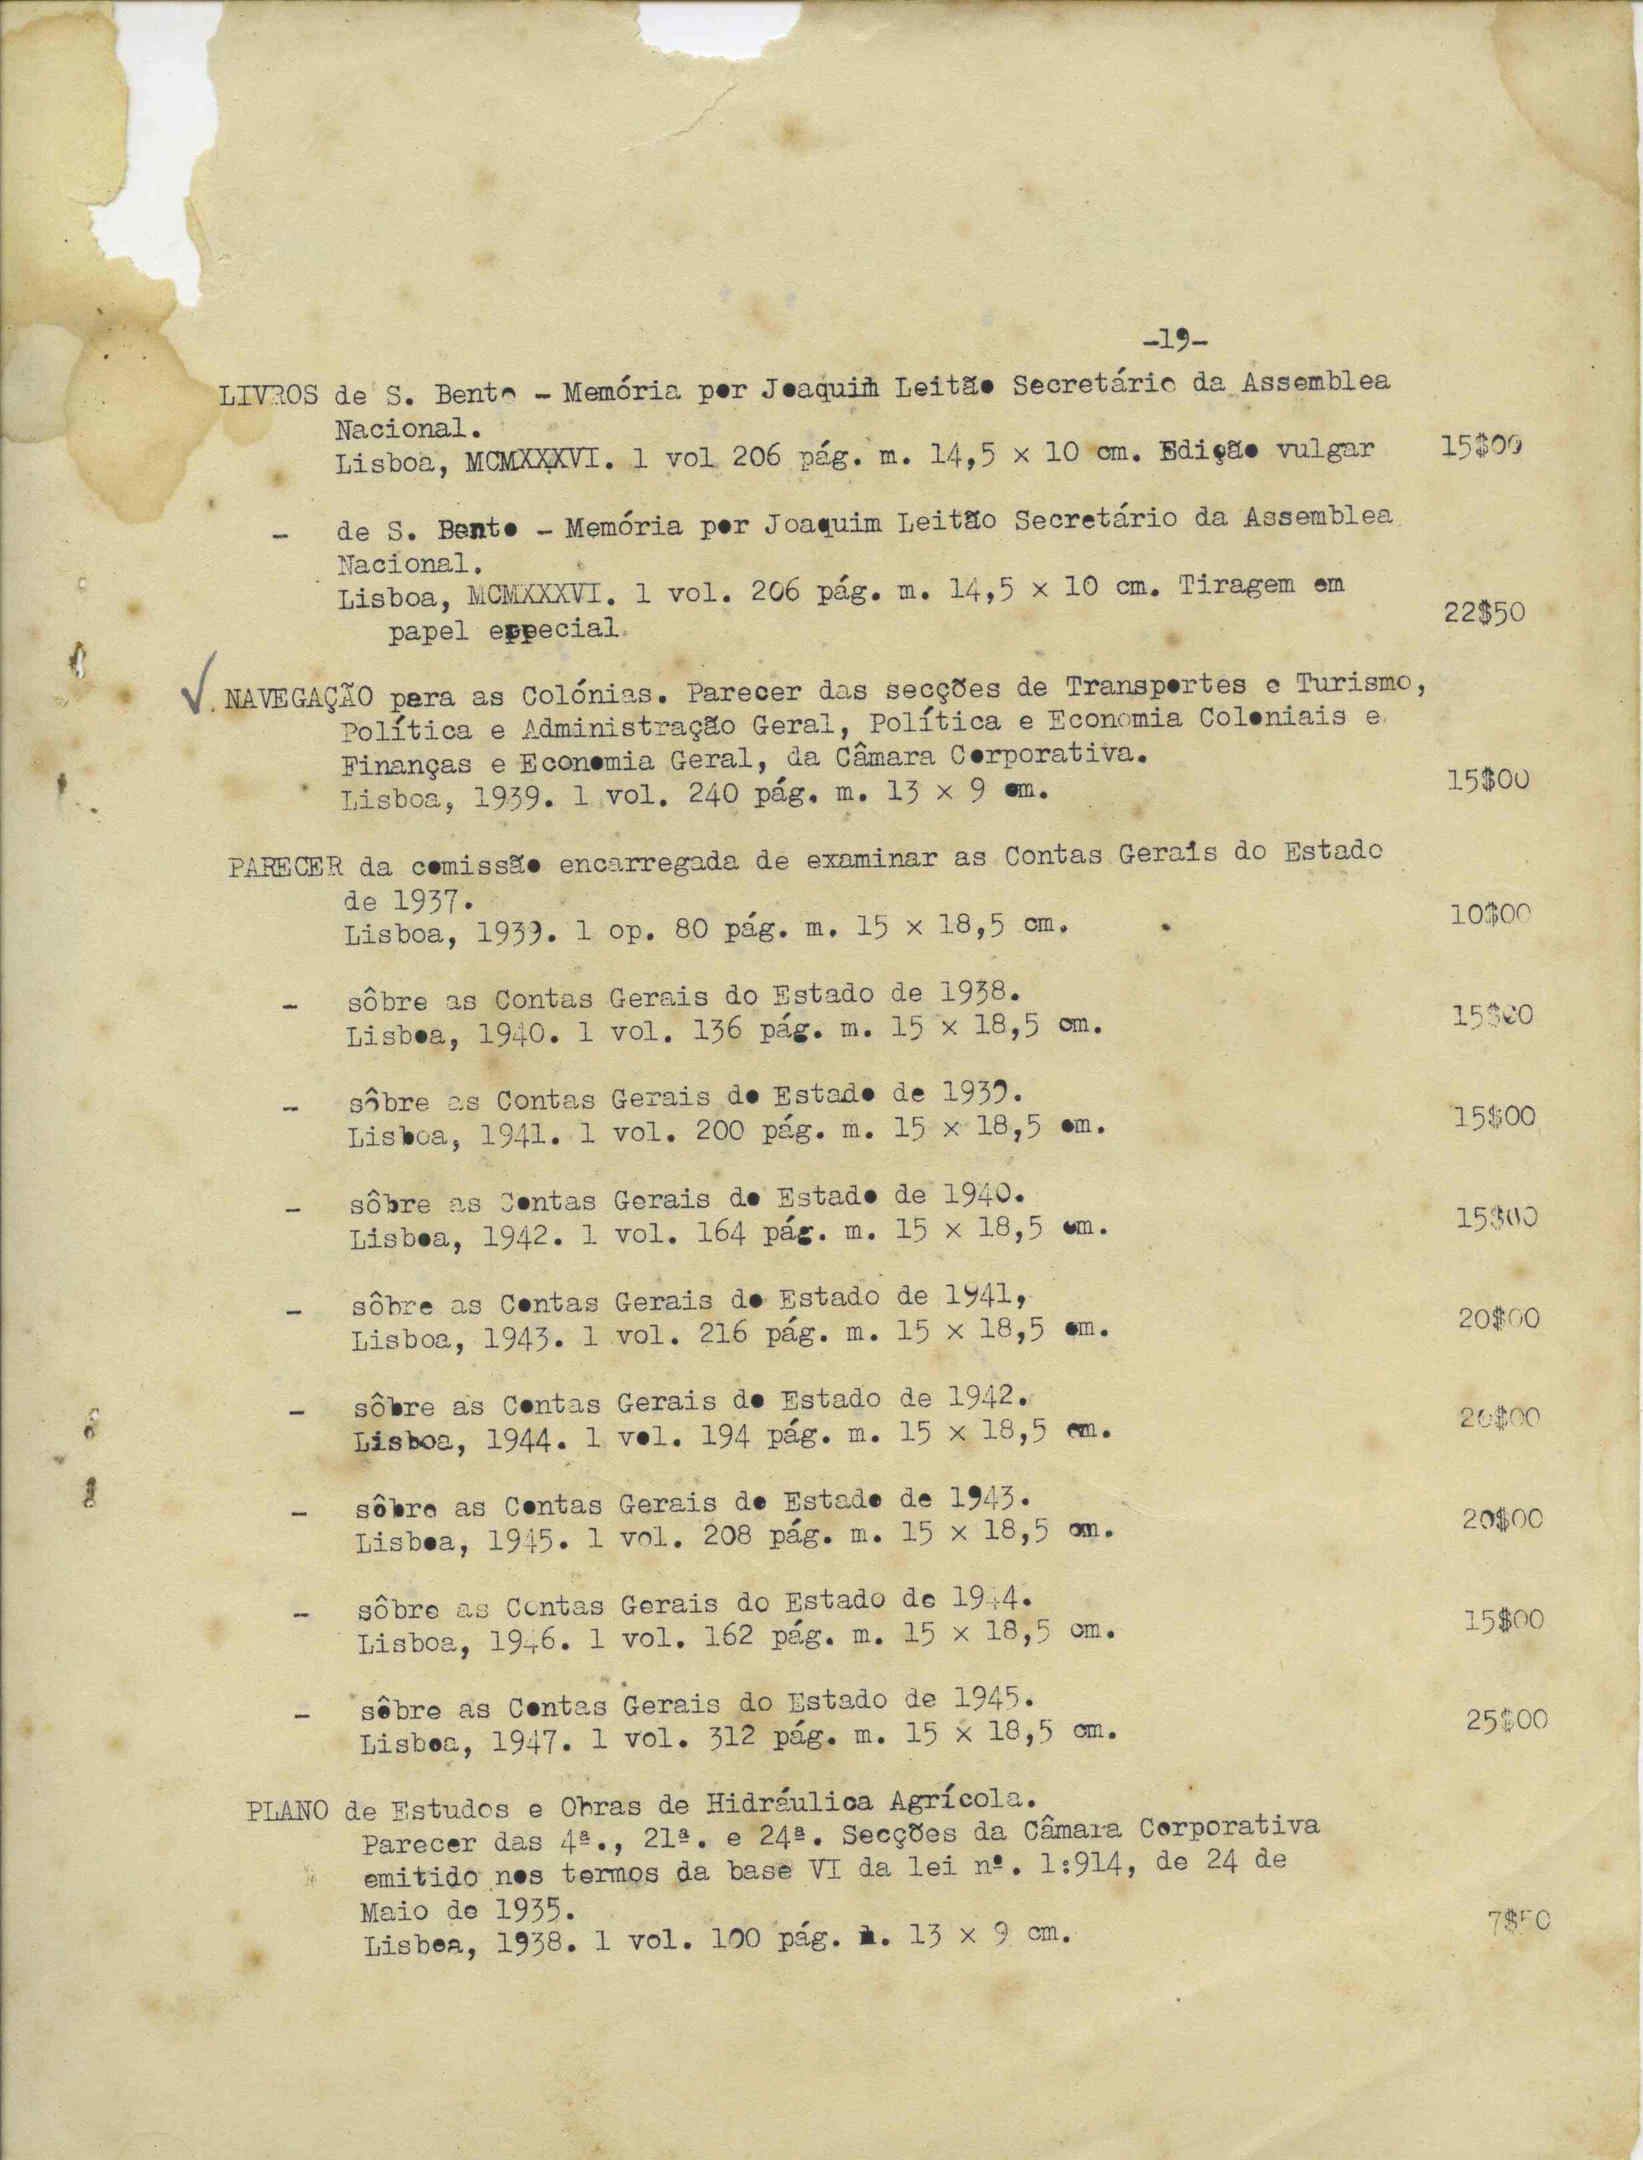 -19-
LIVROS de S. Bento - Memória por Joaquim Leitão Secretário da Assemblea
Nacional.
Lisboa, MCMXXXVI. 1 vol 206 pág. m. 14,5 x 10 cm. Edição vulgar 15$00
- de S. Bento - Memória por Joaquim Leitão Secretário da Assemblea
Nacional.
Lisboa, MCMXXXVI. 1 vol. 206 pág. m. 14,5 x 10 cm. Tiragem em
papel especial 22$50
✓ NAVEGAÇÃO para as Colónias. Parecer das secções de Transportes e Turismo,
Política e Administração Geral, Política e Economia Coloniais e
Finanças e Economia Geral, da Câmara Corporativa.
Lisboa, 1939. 1 vol. 240 pág. m. 13 x 9 cm. 15$00
PARECER da comissão encarregada de examinar as Contas Gerais do Estado
de 1937.
Lisboa, 1939. 1 op. 80 pág. m. 15 x 18,5 cm. 10$00
- sôbre as Contas Gerais do Estado de 1938.
Lisboa, 1940. 1 vol. 136 pág. m. 15 x 18,5 cm. 15$00
- sôbre as Contas Gerais do Estado de 1939.
Lisboa, 1941. 1 vol. 200 pág. m. 15 x 18,5 cm. 15$00
- sôbre as Contas Gerais do Estado de 1940.
Lisboa, 1942. 1 vol. 164 pág. m. 15 x 18,5 cm. 15$00
- sôbre as Contas Gerais do Estado de 1941,
Lisboa, 1943. 1 vol. 216 pág. m. 15 x 18,5 cm. 20$00
- sôbre as Contas Gerais do Estado de 1942.
Lisboa, 1944. 1 vol. 194 pág. m. 15 x 18,5 cm. 20$00
- sôbre as Contas Gerais do Estado de 1943.
Lisboa, 1945. 1 vol. 208 pág. m. 15 x 18,5 cm. 20$00
- sôbre as Contas Gerais do Estado de 1944.
Lisboa, 1946. 1 vol. 162 pág. m. 15 x 18,5 cm. 15$00
- sôbre as Contas Gerais do Estado de 1945.
Lisboa, 1947. 1 vol. 312 pág. m. 15 x 18,5 cm. 25$00
PLANO de Estudos e Obras de Hidráulica Agrícola.
Parecer das 4ª., 21ª. e 24ª. Secções da Câmara Corporativa
emitido nos termos da base VI da lei nº. 1:914, de 24 de
Maio de 1935.
Lisboa, 1938. 1 vol. 100 pág. m. 13 x 9 cm. 7$50